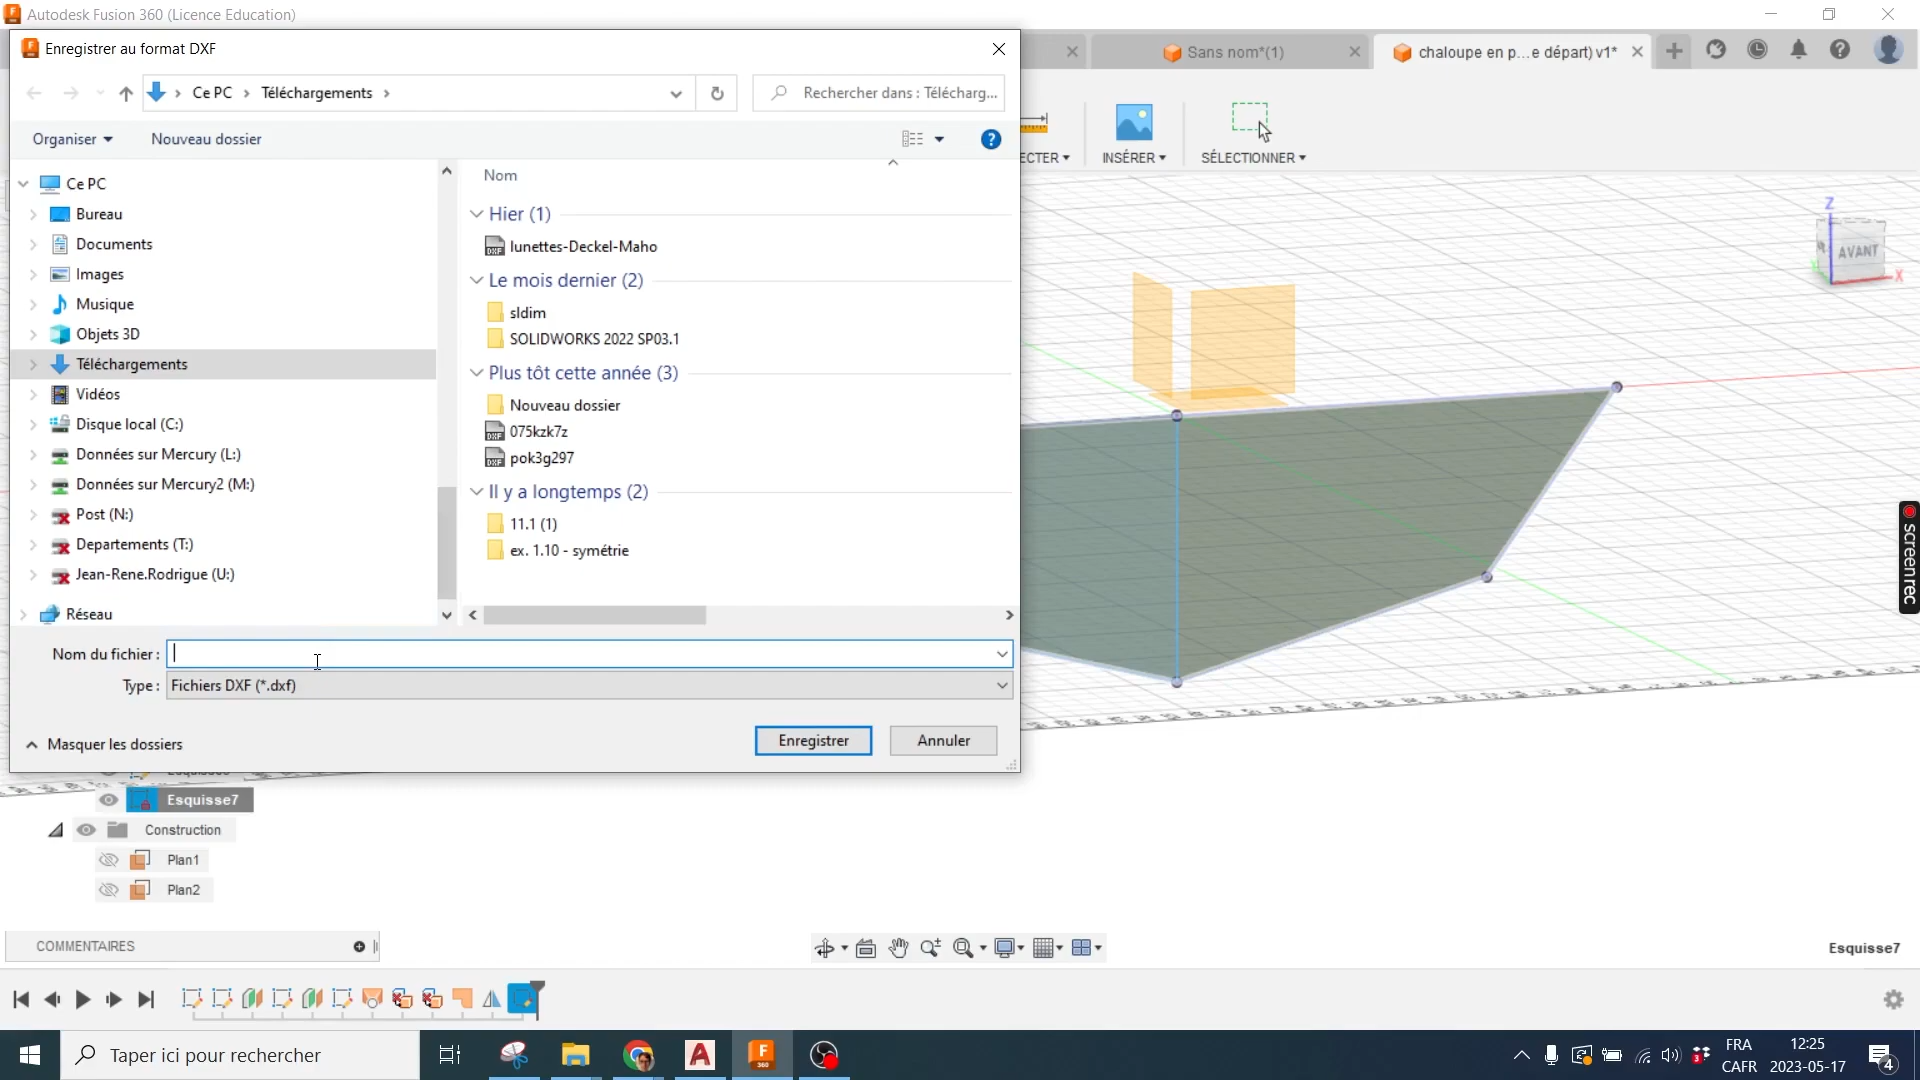 Autodesk Fusion 360 (Licence Education)
Enregistrer au format DXF
Sans nom*(1)
chaloupe en p...e départ) v1*
Ce PC
Téléchargements
Rechercher dans : Télécharg...
Organiser
Nouveau dossier
ECTER
INSÉRER
SÉLECTIONNER
Ce PC
Bureau
Documents
Images
Musique
Objets 3D
Téléchargements
Vidéos
Disque local (C:)
Données sur Mercury (L:)
Données sur Mercury2 (M:)
Post (N:)
Departements (T:)
Jean-Rene.Rodrigue (U:)
Réseau
Nom
Hier (1)
lunettes-Deckel-Maho
Le mois dernier (2)
sldim
SOLIDWORKS 2022 SP03.1
Plus tôt cette année (3)
Nouveau dossier
075kzk7z
pok3g297
Il y a longtemps (2)
11.1 (1)
ex. 1.10 - symétrie
Nom du fichier :
Type : Fichiers DXF (*.dxf)
Masquer les dossiers
Enregistrer
Annuler
Z
AVANT
X
screenrec
Esquisse7
Construction
Plan1
Plan2
COMMENTAIRES
Esquisse7
Taper ici pour rechercher
FRA
CAFR
12:25
2023-05-17
4